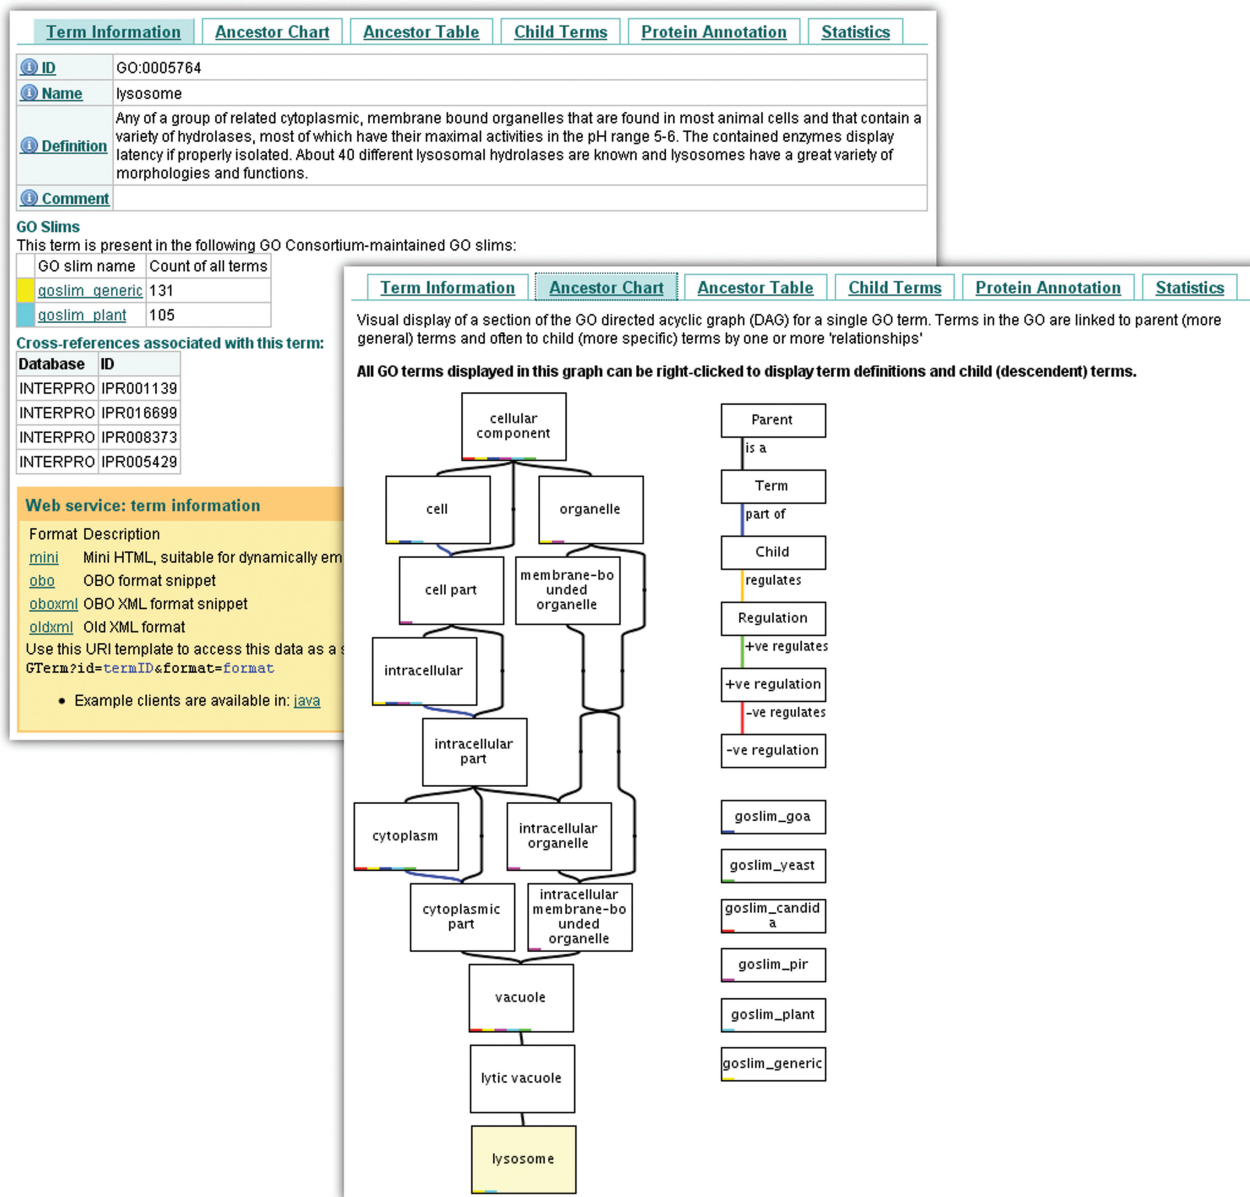 Term Information Ancestor Chart Ancestor Table Child Terms Protein Annotation Statistics
ID GO:0005764
Name lysosome
Definition Any of a group of related cytoplasmic, membrane bound organelles that are found in most animal cells and that contain a
variety of hydrolases, most of which have their maximal activities in the pH range 5-6. The contained enzymes display
latency if properly isolated. About 40 different lysosomal hydrolases are known and lysosomes have a great variety of
morphologies and functions.
Comment
GO Slims
This term is present in the following GO Consortium-maintained GO slims:
GO slim name Count of all terms
goslim_generic 131
goslim_plant 105
Cross-references associated with this term:
Database ID
INTERPRO IPR001139
INTERPRO IPR016699
INTERPRO IPR008373
INTERPRO IPR005429
Web service: term information
Format Description
mini Mini HTML, suitable for dynamically em
obo OBO format snippet
oboxml OBO XML format snippet
oldxml Old XML format
Use this URI template to access this data as a s
GTerm?id=termID&format=format
• Example clients are available in: java
Term Information Ancestor Chart Ancestor Table Child Terms Protein Annotation Statistics
Visual display of a section of the GO directed acyclic graph (DAG) for a single GO term. Terms in the GO are linked to parent (more
general) terms and often to child (more specific) terms by one or more 'relationships'
All GO terms displayed in this graph can be right-clicked to display term definitions and child (descendent) terms.
cellular
component
cell
organelle
cell part
membrane-bo
unded
organelle
intracellular
intracellular
part
cytoplasm
intracellular
organelle
cytoplasmic
part
intracellular
membrane-bo
unded
organelle
vacuole
lytic vacuole
lysosome
Parent
is a
Term
part of
Child
regulates
Regulation
+ve regulates
+ve regulation
-ve regulates
-ve regulation
goslim_goa
goslim_yeast
goslim_candid
a
goslim_pir
goslim_plant
goslim_generic